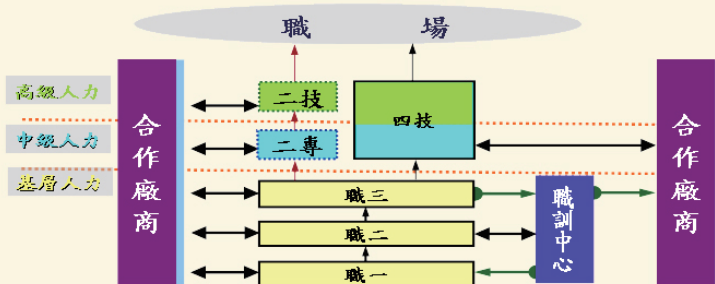 職 場
高級人力
二技
中級人力
四技
二專
基層人力
合作廠商
合作廠商
職三
職訓中心
職二
職一